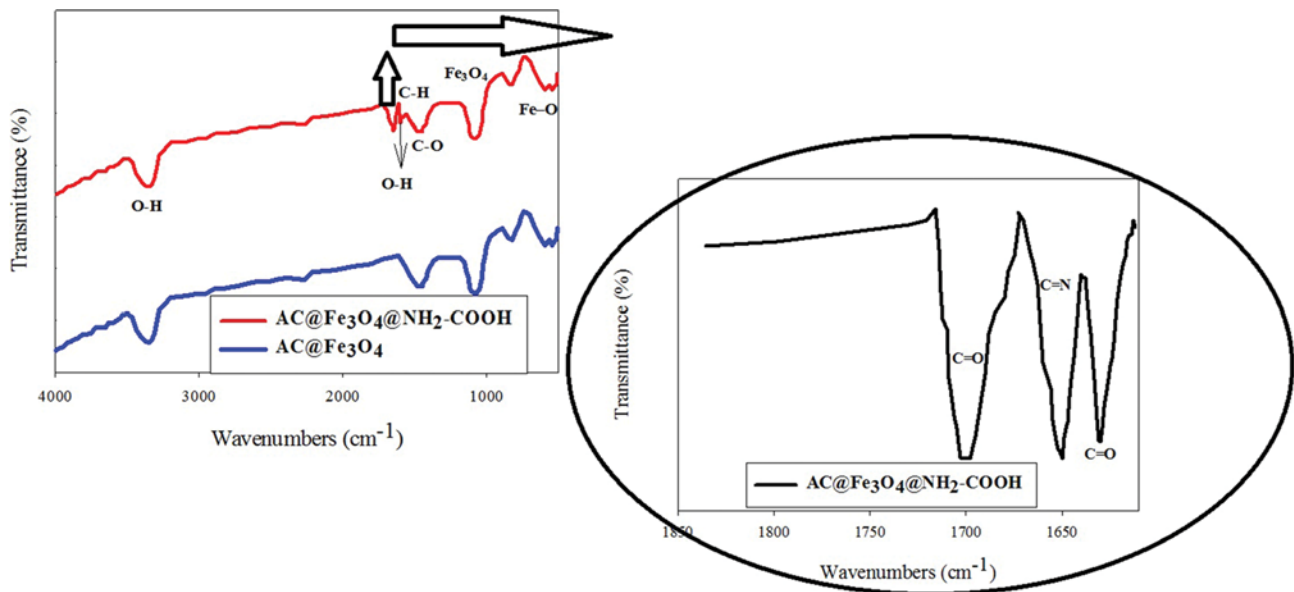 Transmittance (%)
Fe₃O₄
C-H
Fe–O
C-O
O-H
O-H
AC@Fe₃O₄@NH₂-COOH
AC@Fe₃O₄
4000 3000 2000 1000
Wavenumbers (cm⁻¹)
Transmittance (%)
C=N
C=O
C=O
AC@Fe₃O₄@NH₂-COOH
1850 1800 1750 1700 1650
Wavenumbers (cm⁻¹)